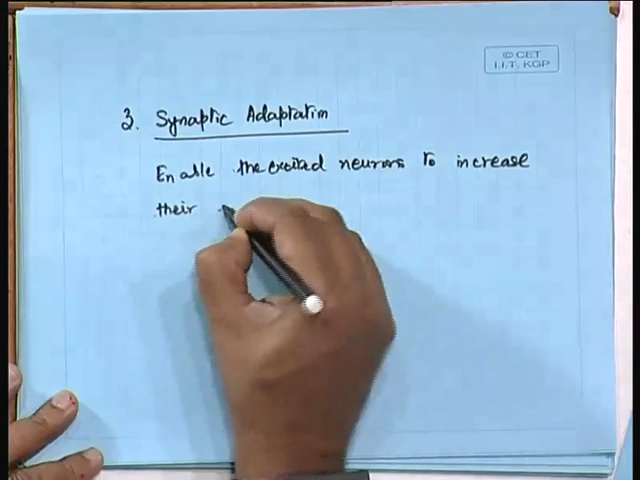 © CET
I.I.T. KGP
3. Synaptic Adaptation
Enable the excited neurons to increase
their